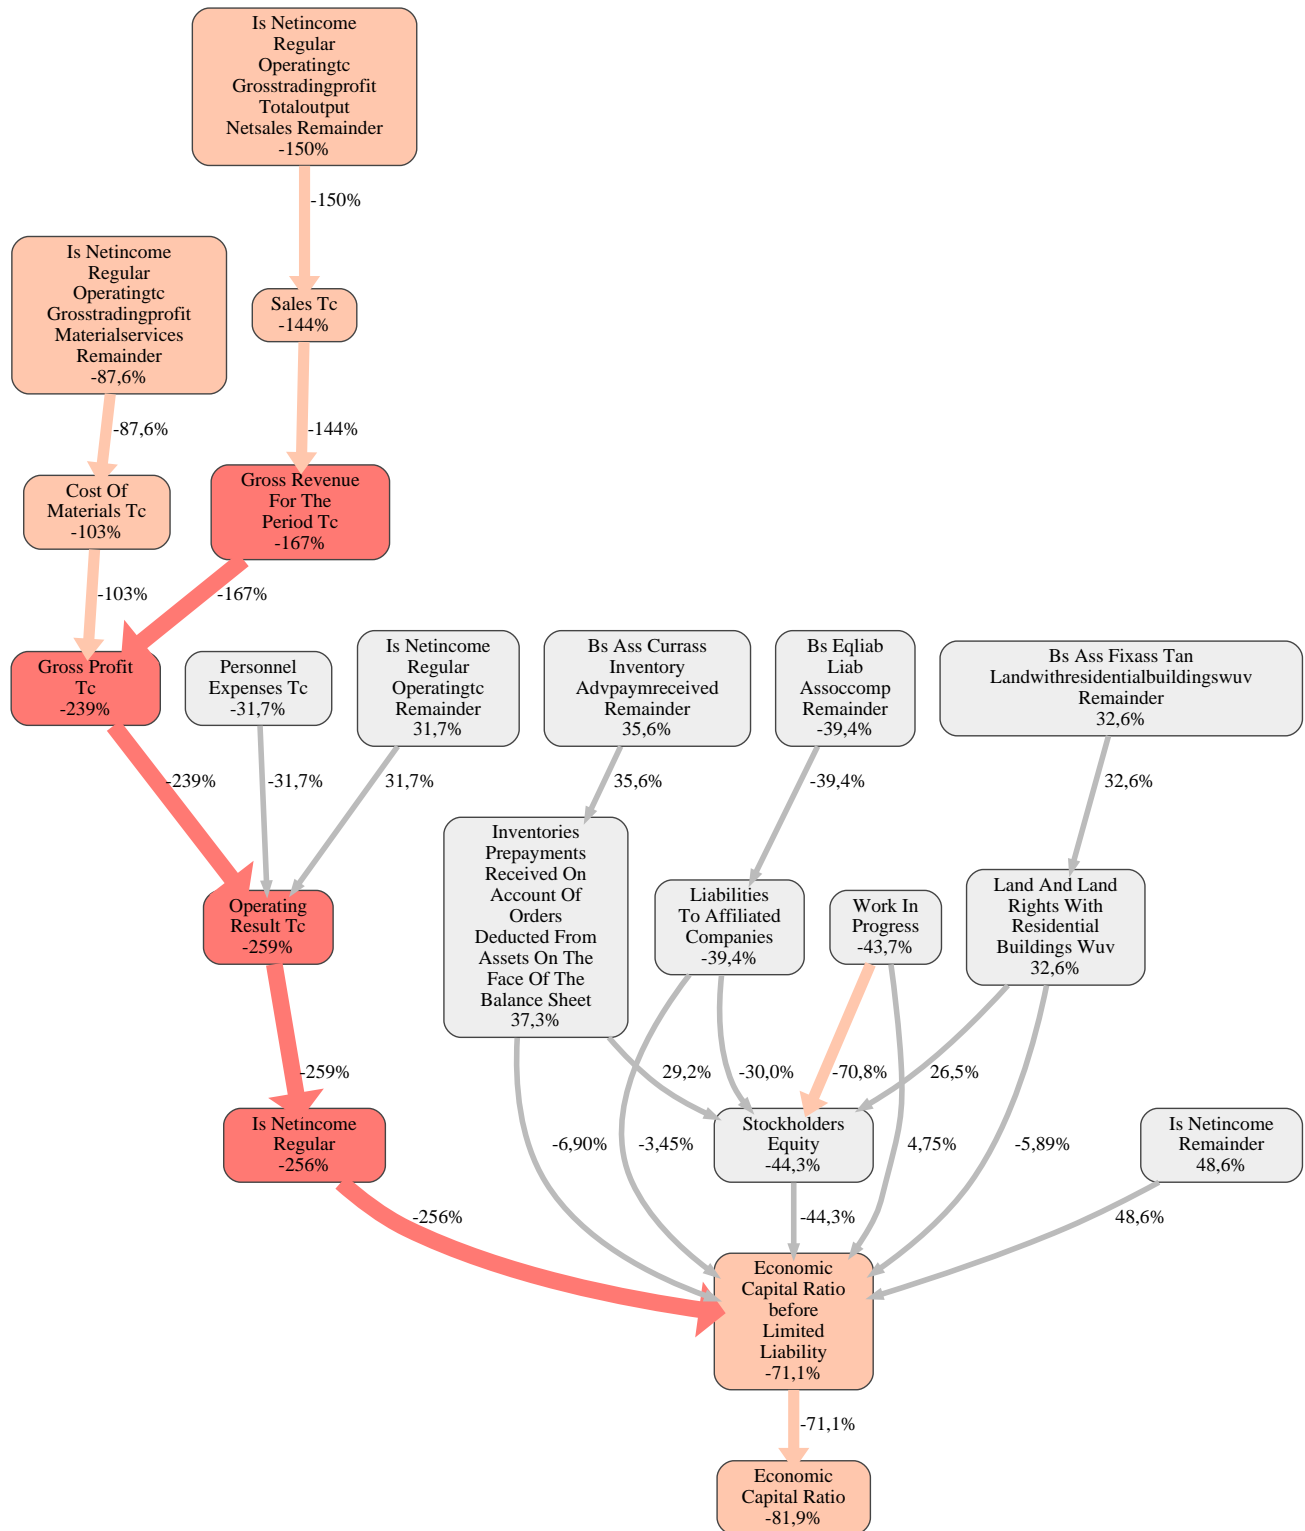 Is Netincome
Regular
Operatingtc
Grosstradingprofit
Totaloutput
Netsales Remainder
-150%
-150%
Is Netincome
Regular
Operatingtc
Grosstradingprofit
Materialservices
Remainder
-87,6%
Sales Tc
-144%
-87,6%
-144%
Cost Of
Materials Tc
-103%
Gross Revenue
For The
Period Tc
-167%
-103%
-167%
Gross Profit
Tc
-239%
Personnel
Expenses Tc
-31,7%
Is Netincome
Regular
Operatingtc
Remainder
31,7%
Bs Ass Currass
Inventory
Advpaymreceived
Remainder
35,6%
Bs Eqliab
Liab
Assoccomp
Remainder
-39,4%
Bs Ass Fixass Tan
Landwithresidentialbuildingswuv
Remainder
32,6%
-239%
-31,7%
31,7%
35,6%
-39,4%
32,6%
Inventories
Prepayments
Received On
Account Of
Orders
Deducted From
Assets On The
Face Of The
Balance Sheet
37,3%
Operating
Result Tc
-259%
Liabilities
To Affiliated
Companies
-39,4%
Work In
Progress
-43,7%
Land And Land
Rights With
Residential
Buildings Wuv
32,6%
-259%
29,2%
-30,0%
-70,8%
26,5%
Is Netincome
Regular
-256%
-6,90%
-3,45%
Stockholders
Equity
-44,3%
4,75%
-5,89%
Is Netincome
Remainder
48,6%
-256%
-44,3%
48,6%
Economic
Capital Ratio
before
Limited
Liability
-71,1%
-71,1%
Economic
Capital Ratio
-81,9%